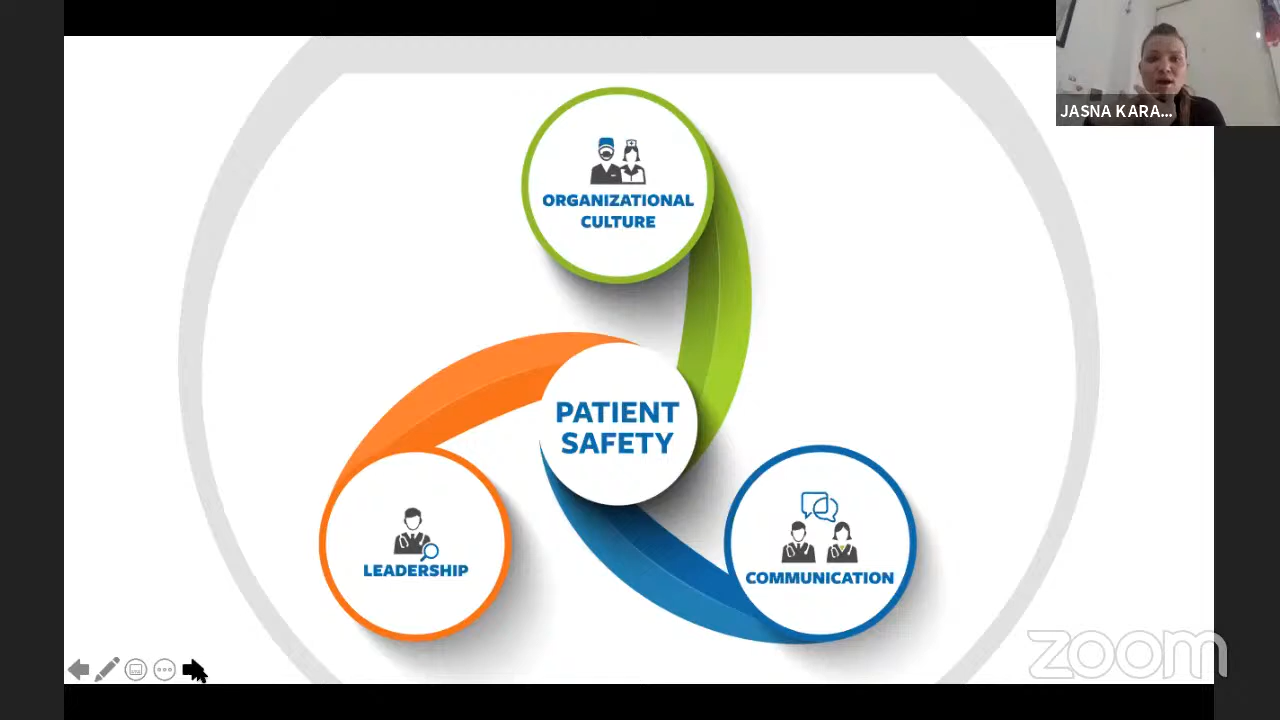 JASNA KARA...
ORGANIZATIONAL
CULTURE
PATIENT
SAFETY
LEADERSHIP
COMMUNICATION
zoom